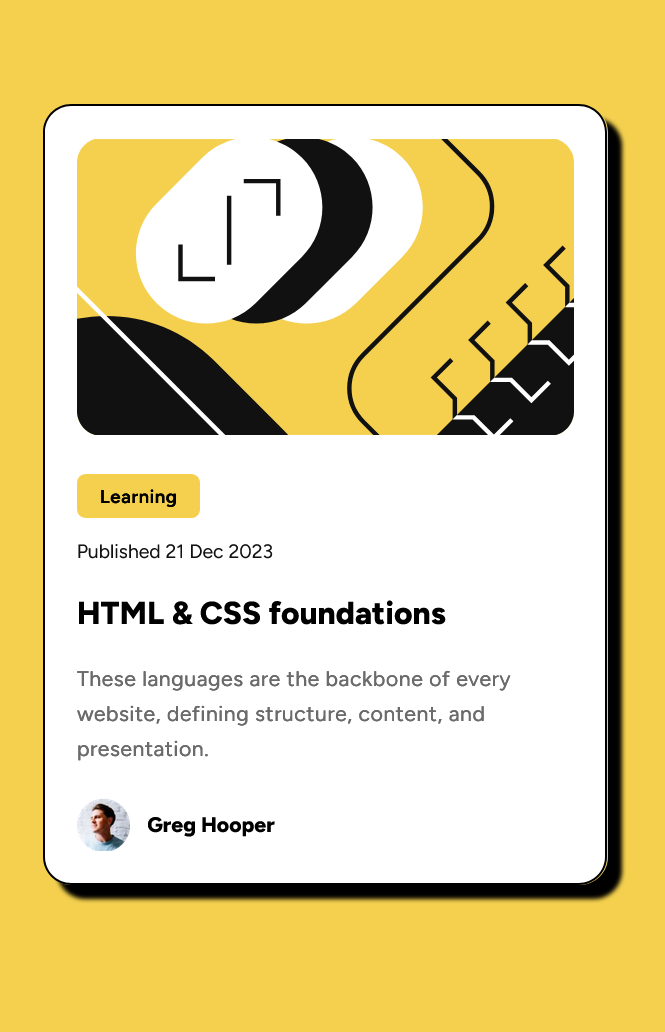 Learning
Published 21 Dec 2023
HTML & CSS foundations
These languages are the backbone of every
website, defining structure, content, and
presentation.
Greg Hooper